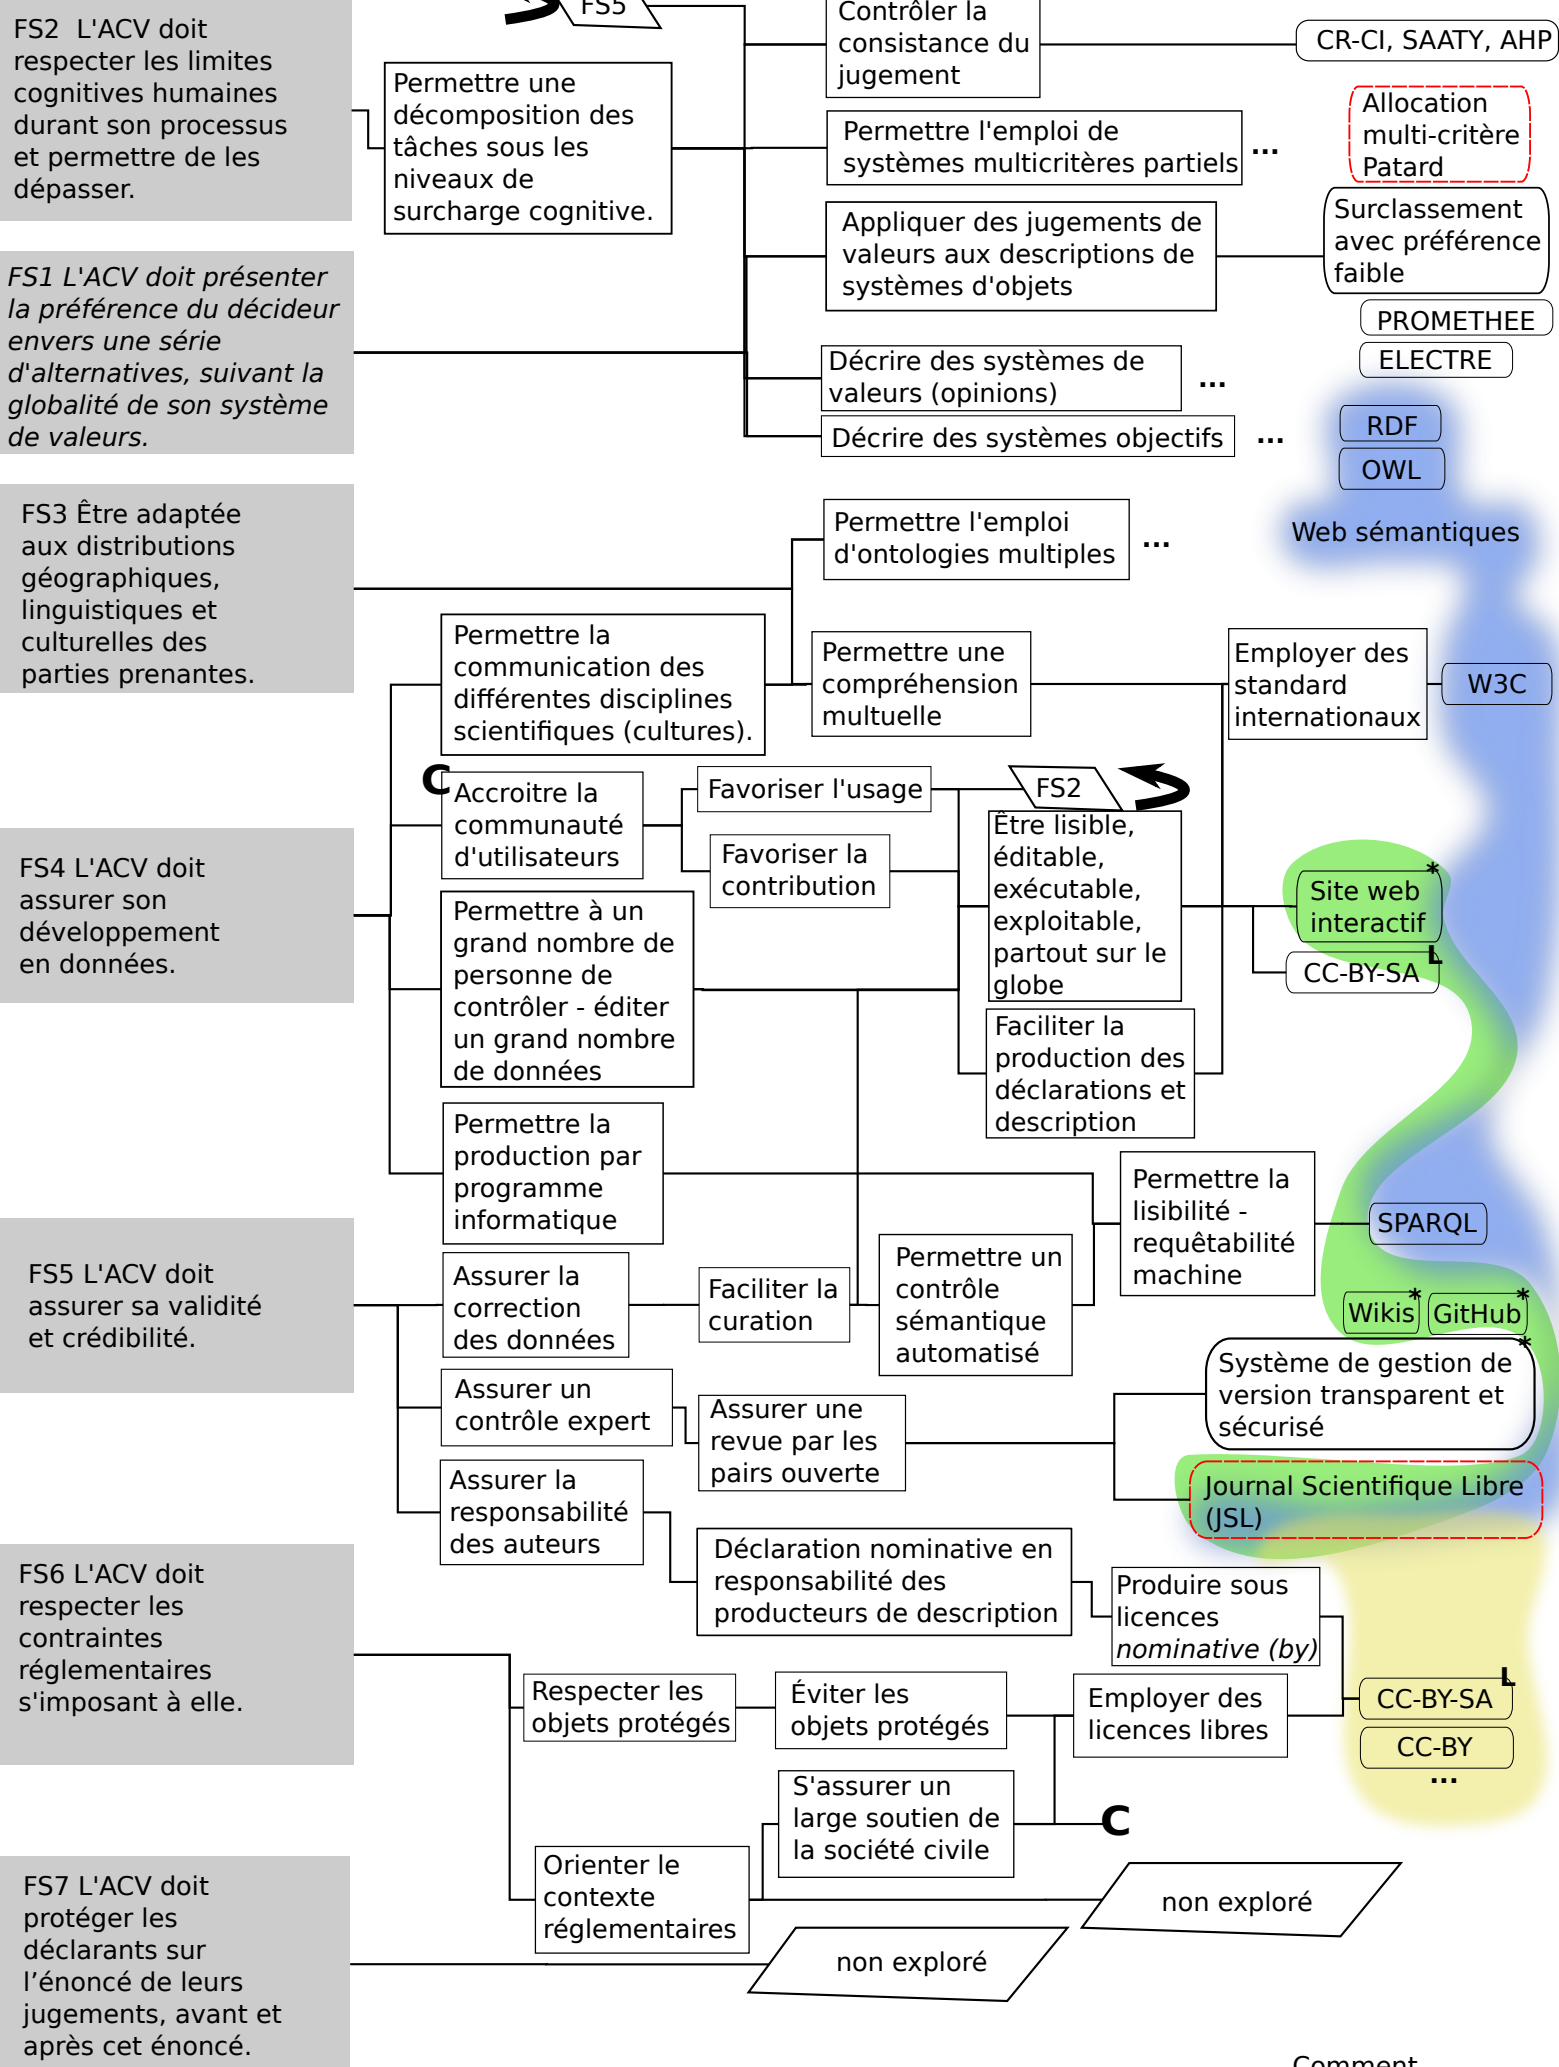 FS5
Contrôler la
consistance du
jugement
CR-CI, SAATY, AHP
FS2  L'ACV doit
respecter les limites
cognitives humaines
durant son processus
et permettre de les
dépasser.
Permettre une
décomposition des
tâches sous les
niveaux de
surcharge cognitive.
Permettre l'emploi de
systèmes multicritères partiels
...
Allocation
multi-critère
Patard
Appliquer des jugements de
valeurs aux descriptions de
systèmes d'objets
Surclassement
avec préférence
faible
PROMETHEE
ELECTRE
FS1 L'ACV doit présenter
la préférence du décideur
envers une série
d'alternatives, suivant la
globalité de son système
de valeurs.
Décrire des systèmes de
valeurs (opinions)
...
Décrire des systèmes objectifs
...
RDF
OWL
Web sémantiques
FS3 Être adaptée
aux distributions
géographiques,
linguistiques et
culturelles des
parties prenantes.
Permettre l'emploi
d'ontologies multiples
...
Permettre la
communication des
différentes disciplines
scientifiques (cultures).
Permettre une
compréhension
multuelle
Employer des
standard
internationaux
W3C
C
Accroitre la
communauté
d'utilisateurs
Favoriser l'usage
FS2
Favoriser la
contribution
Être lisible,
éditable,
exécutable,
exploitable,
partout sur le
globe
FS4 L'ACV doit
assurer son
développement
en données.
Site web
interactif
*
CC-BY-SA
L
Permettre à un
grand nombre de
personne de
contrôler - éditer
un grand nombre
de données
Faciliter la
production des
déclarations et
description
Permettre la
production par
programme
informatique
Permettre la
lisibilité -
requêtabilité
machine
SPARQL
FS5 L'ACV doit
assurer sa validité
et crédibilité.
Assurer la
correction
des données
Faciliter la
curation
Permettre un
contrôle
sémantique
automatisé
Wikis
*
GitHub
*
Système de gestion de
version transparent et
sécurisé
*
Assurer un
contrôle expert
Assurer une
revue par les
pairs ouverte
Journal Scientifique Libre
(JSL)
Assurer la
responsabilité
des auteurs
Déclaration nominative en
responsabilité des
producteurs de description
Produire sous
licences
nominative (by)
FS6 L'ACV doit
respecter les
contraintes
réglementaires
s'imposant à elle.
Respecter les
objets protégés
Éviter les
objets protégés
Employer des
licences libres
CC-BY-SA
L
CC-BY
...
S'assurer un
large soutien de
la société civile
C
Orienter le
contexte
réglementaires
non exploré
FS7 L'ACV doit
protéger les
déclarants sur
l’énoncé de leurs
jugements, avant et
après cet énoncé.
non exploré
Comment